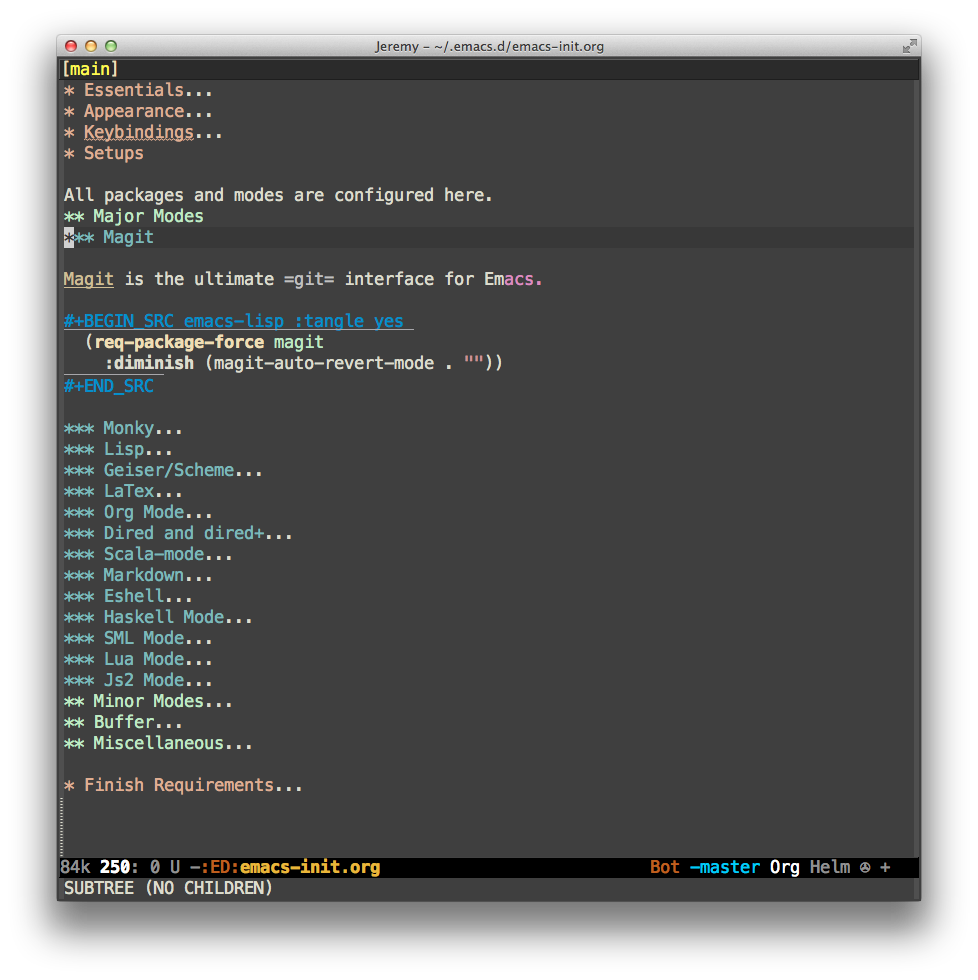 Jeremy – ~/.emacs.d/emacs-init.org
[main]
* Essentials...
* Appearance...
* Keybindings...
* Setups
All packages and modes are configured here.
** Major Modes
*** Magit
Magit is the ultimate =git= interface for Emacs.
#+BEGIN_SRC emacs-lisp :tangle yes
(req-package-force magit
:diminish (magit-auto-revert-mode . ""))
#+END_SRC
*** Monky...
*** Lisp...
*** Geiser/Scheme...
*** LaTex...
*** Org Mode...
*** Dired and dired+...
*** Scala-mode...
*** Markdown...
*** Eshell...
*** Haskell Mode...
*** SML Mode...
*** Lua Mode...
*** Js2 Mode...
** Minor Modes...
** Buffer...
** Miscellaneous...
* Finish Requirements...
84k 250: 0 U -:ED:emacs-init.org Bot -master Org Helm ✇ +
SUBTREE (NO CHILDREN)